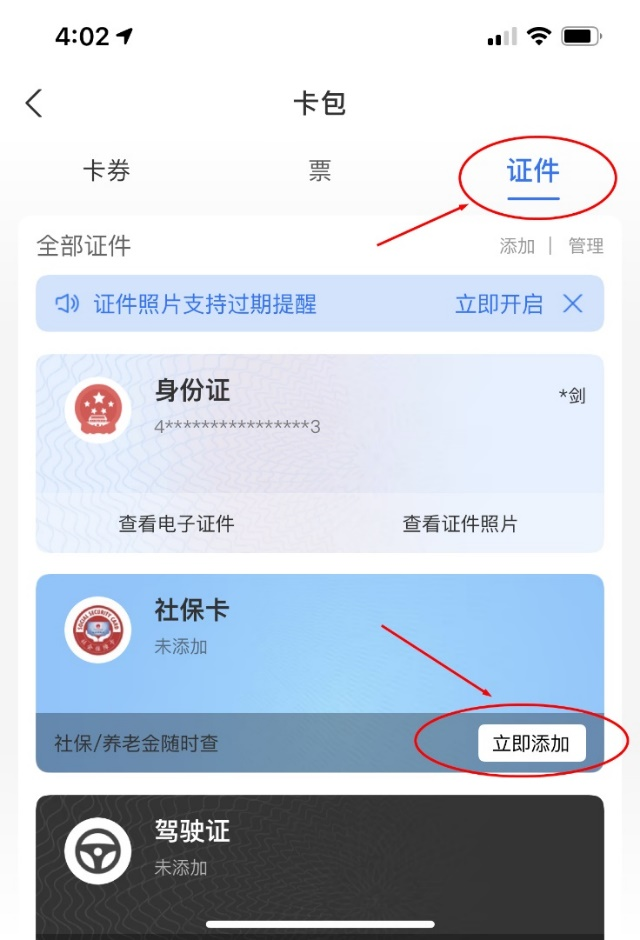 4:02
卡包
卡券
票
证件
全部证件
添加 | 管理
证件照片支持过期提醒
立即开启
身份证
*剑
4****************3
查看电子证件
查看证件照片
社保卡
未添加
社保/养老金随时查
立即添加
驾驶证
未添加